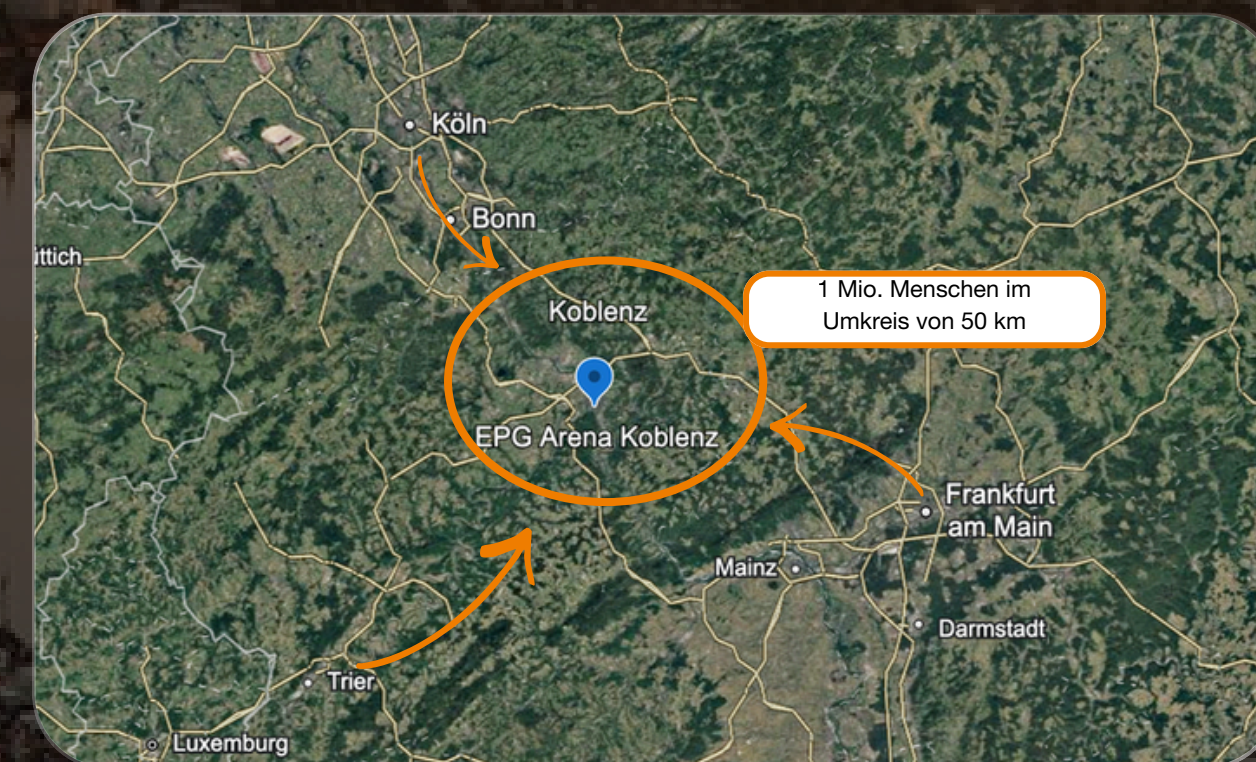 Köln
Bonn
üttich
Koblenz
1 Mio. Menschen im
Umkreis von 50 km
EPG Arena Koblenz
Frankfurt
am Main
Mainz
Darmstadt
Trier
Luxemburg